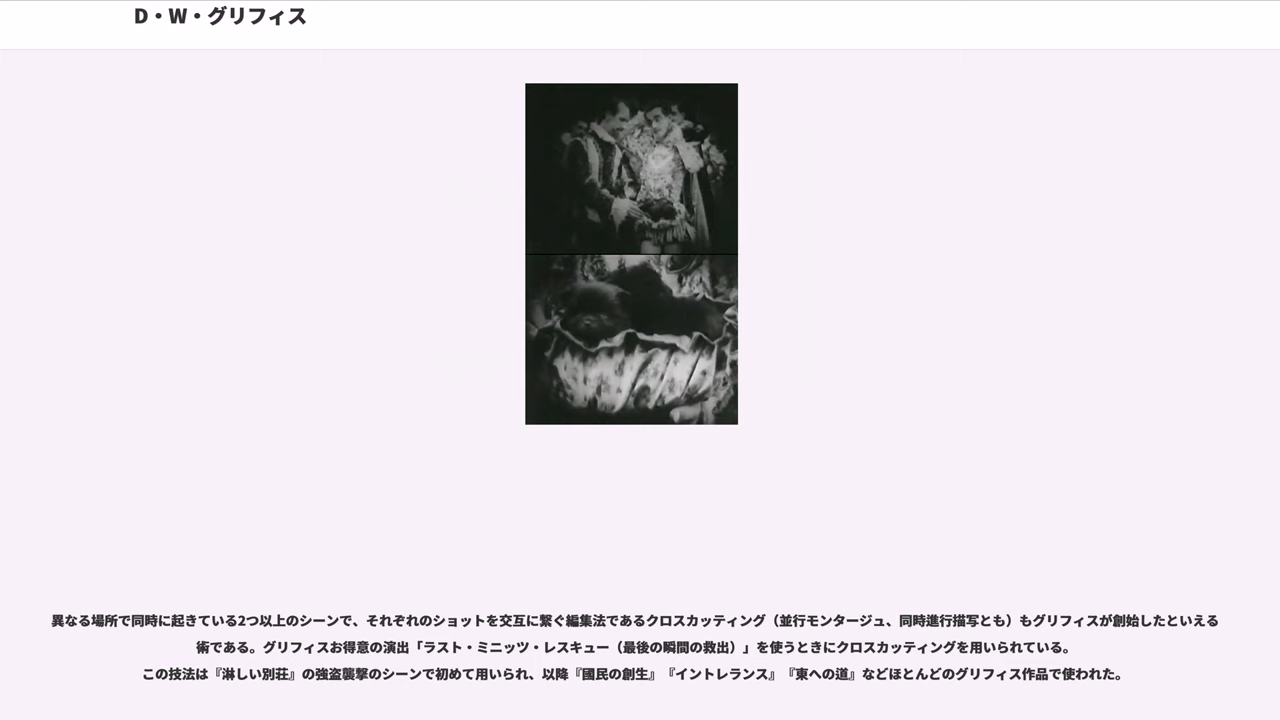 D・W・グリフィス
異なる場所で同時に起きている2つ以上のシーンで、それぞれのショットを交互に繋ぐ編集法であるクロスカッティング（並行モンタージュ、同時進行描写とも）もグリフィスが創始したといえる
術である。グリフィスお得意の演出「ラスト・ミニッツ・レスキュー（最後の瞬間の救出）」を使うときにクロスカッティングを用いられている。
この技法は『淋しい別荘』の強盗襲撃のシーンで初めて用いられ、以降『國民の創生』『イントレランス』『東への道』などほとんどのグリフィス作品で使われた。